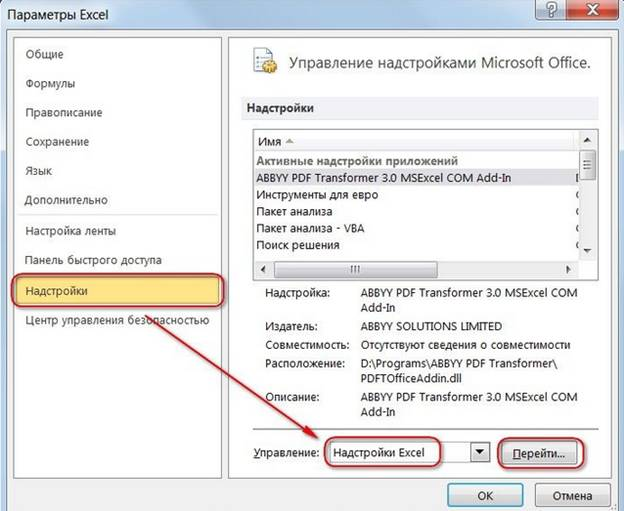 Параметры Excel
Общие
Формулы
Правописание
Сохранение
Язык
Дополнительно
Настройка ленты
Панель быстрого доступа
Надстройки
Центр управления безопасностью
Управление надстройками Microsoft Office.
Надстройки
Имя
Активные надстройки приложений
ABBYY PDF Transformer 3.0 MSExcel COM Add-In
Инструменты для евро
Пакет анализа
Пакет анализа - VBA
Поиск решения
Надстройка: ABBYY PDF Transformer 3.0 MSExcel COM
Add-In
Издатель: ABBYY SOLUTIONS LIMITED
Совместимость: Отсутствуют сведения о совместимости
Расположение: D:\Programs\ABBYY PDF Transformer\
PDFTOfficeAddin.dll
Описание: ABBYY PDF Transformer 3.0 MSExcel COM
Add-In
Управление: Надстройки Excel Перейти...
ОК Отмена